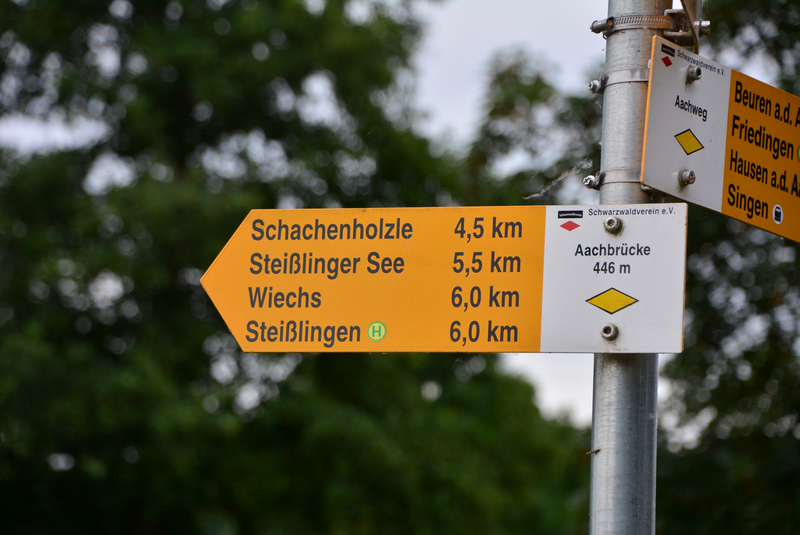 Schachenholzle 4,5 km
Steißlinger See 5,5 km
Wiechs 6,0 km
Steißlingen H 6,0 km
Schwarzwaldverein e.V.
Aachbrücke
446 m
Schwarzwaldverein e.V.
Aachweg
Beuren a.d.
Friedingen
Hausen a.d.
Singen